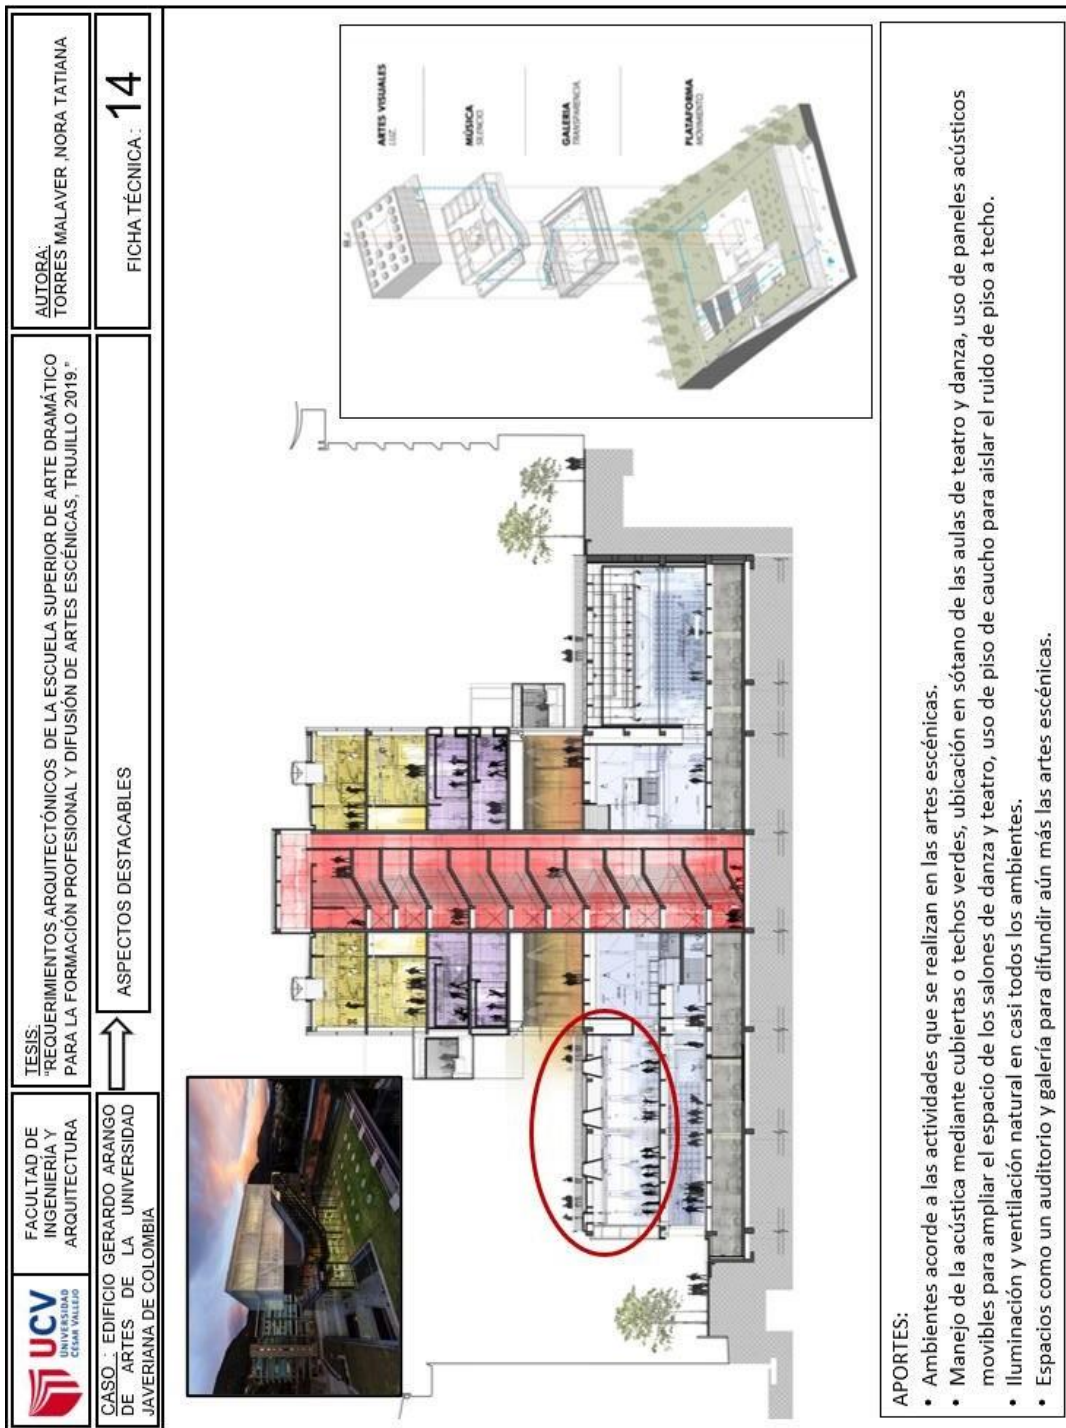 UCV
UNIVERSIDAD
CÉSAR VALLEJO
FACULTAD DE
INGENIERÍA Y
ARQUITECTURA
TESIS:
"REQUERIMIENTOS ARQUITECTÓNICOS DE LA ESCUELA SUPERIOR DE ARTE DRAMÁTICO
PARA LA FORMACIÓN PROFESIONAL Y DIFUSIÓN DE ARTES ESCÉNICAS, TRUJILLO 2019."
AUTORA:
TORRES MALAVER ,NORA TATIANA
CASO : EDIFICIO GERARDO ARANGO
DE ARTES DE LA UNIVERSIDAD
JAVERIANA DE COLOMBIA
ASPECTOS DESTACABLES
FICHA TÉCNICA : 14
ARTES VISUALES
LUZ
MÚSICA
SILENCIO
GALERIA
TRANSPARENCIA
PLATAFORMA
MOVIMIENTO
APORTES:
• Ambientes acorde a las actividades que se realizan en las artes escénicas.
• Manejo de la acústica mediante cubiertas o techos verdes, ubicación en sótano de las aulas de teatro y danza, uso de paneles acústicos
movibles para ampliar el espacio de los salones de danza y teatro, uso de piso de caucho para aislar el ruido de piso a techo.
• Iluminación y ventilación natural en casi todos los ambientes.
• Espacios como un auditorio y galería para difundir aún más las artes escénicas.